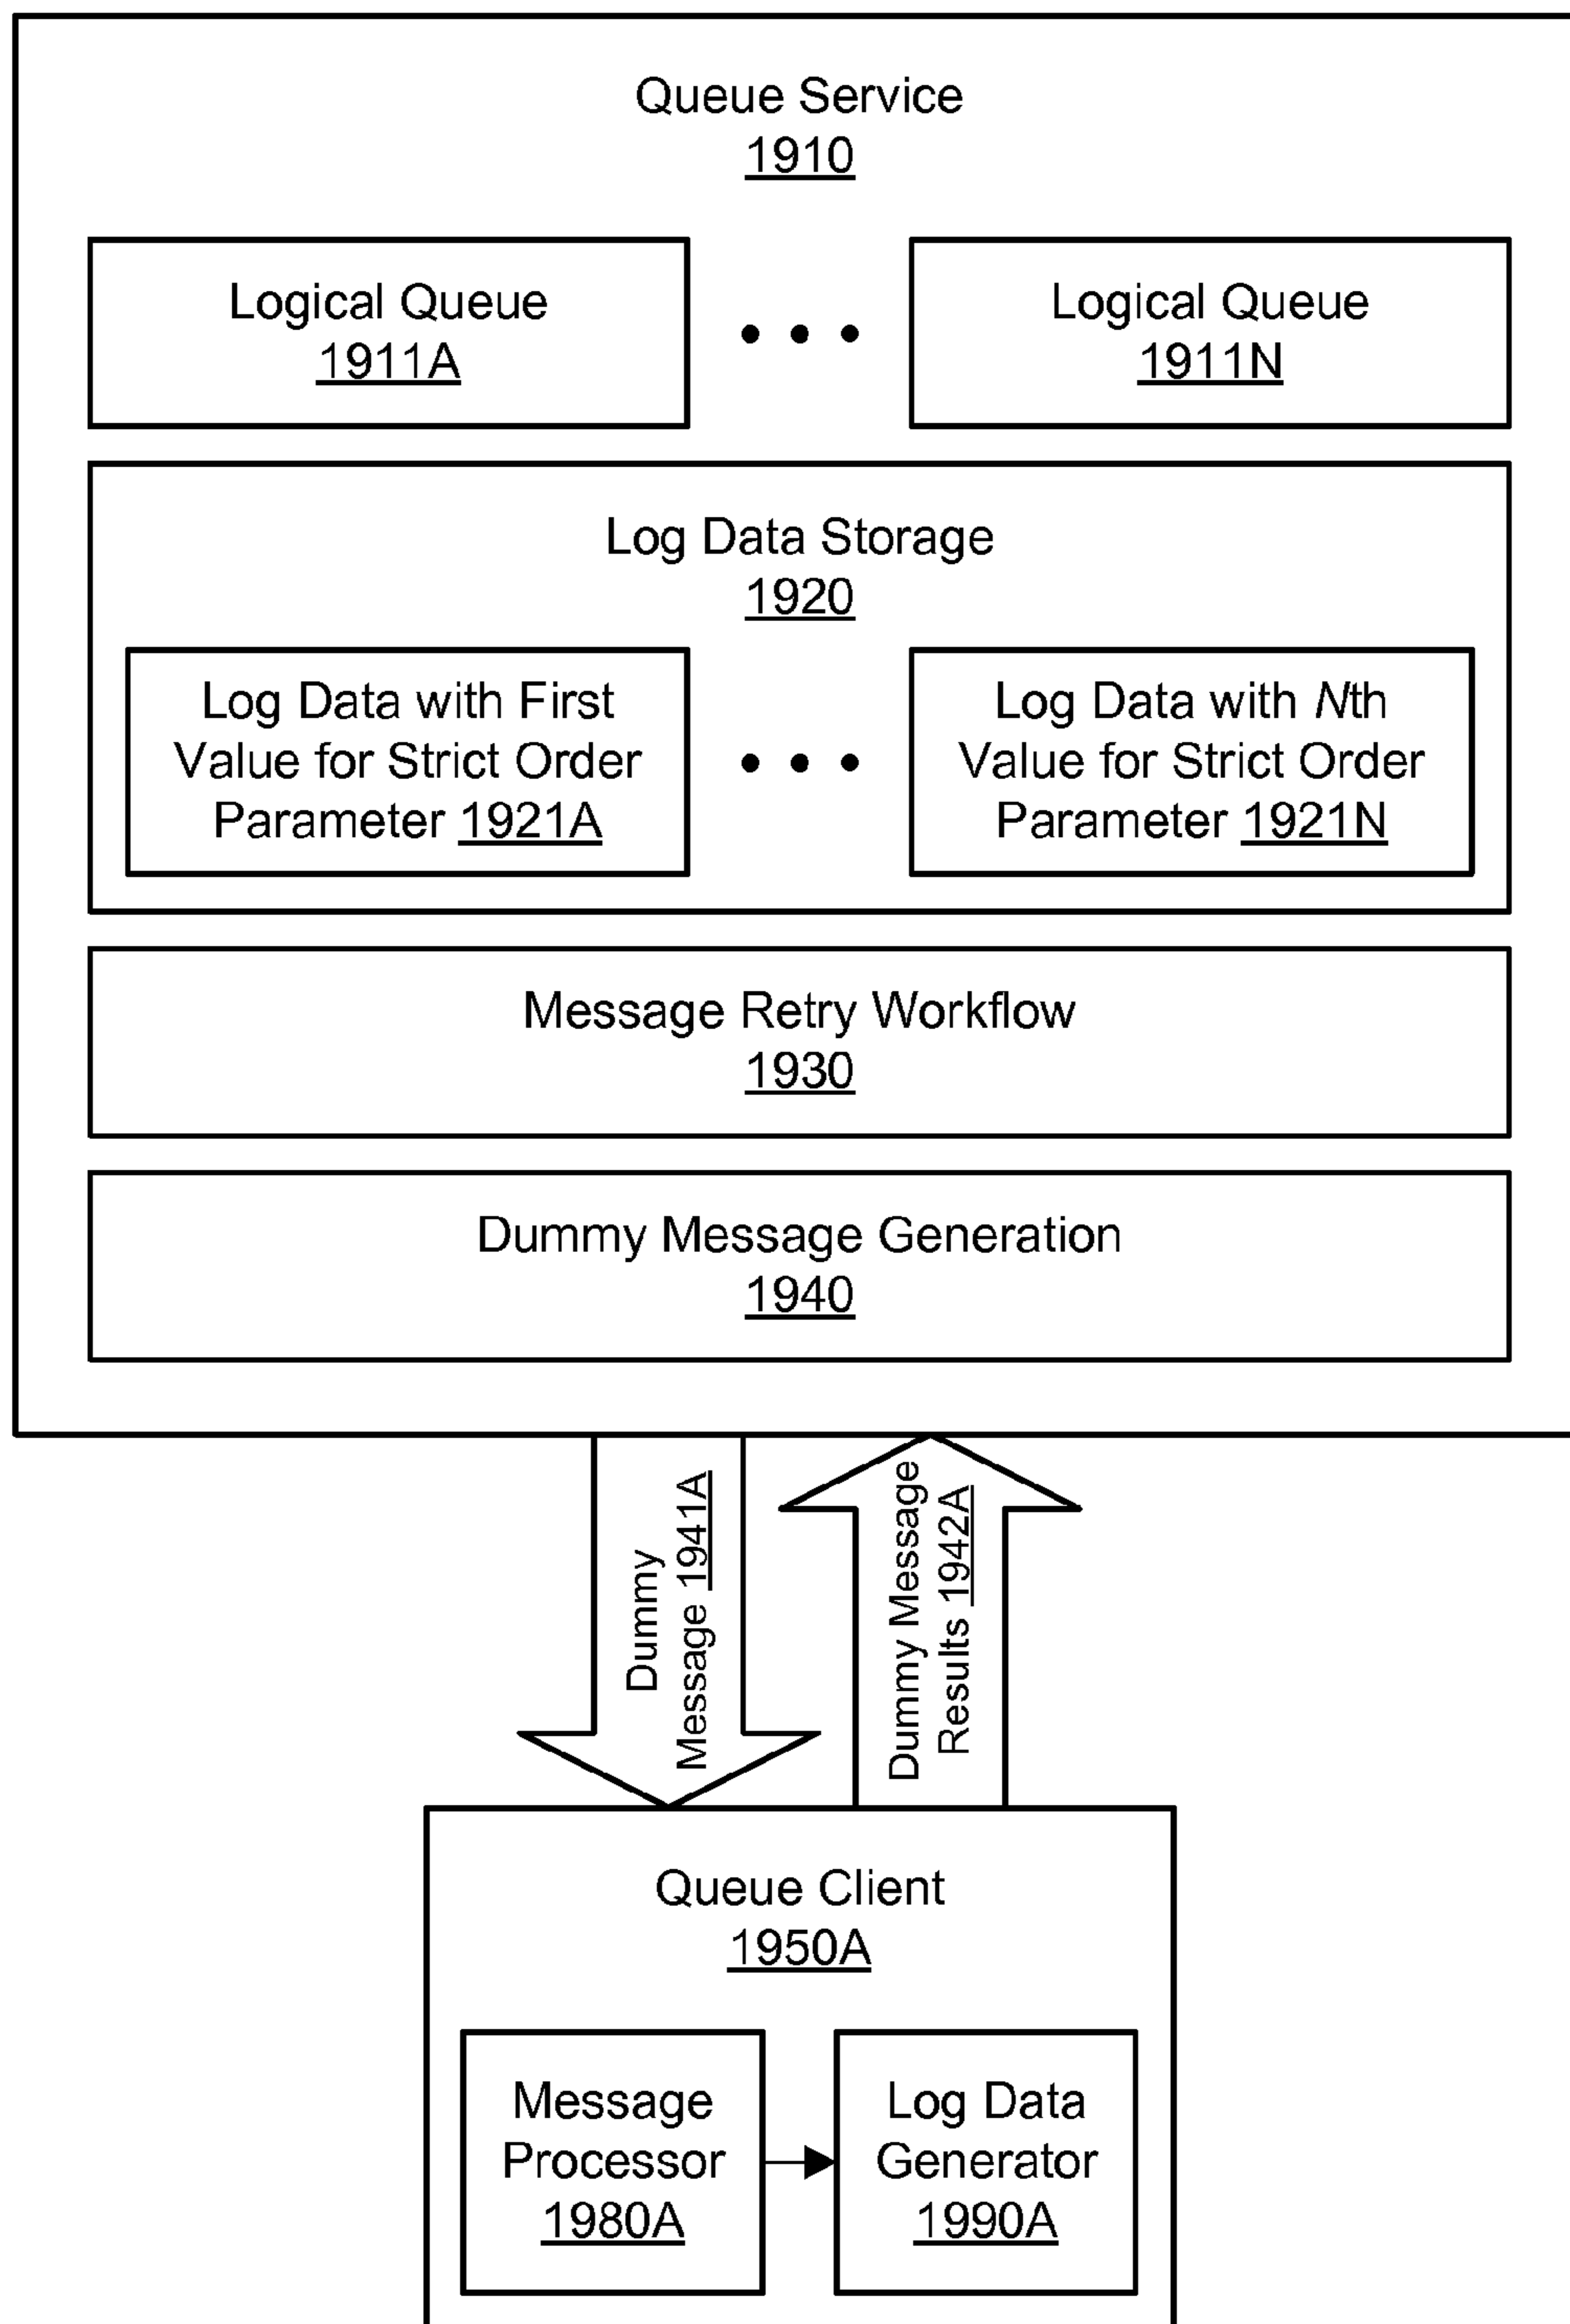 Queue Service
1910
Logical Queue
1911A
Logical Queue
1911N
Log Data Storage
1920
Log Data with First
Value for Strict Order
Parameter 1921A
Log Data with Nth
Value for Strict Order
Parameter 1921N
Message Retry Workflow
1930
Dummy Message Generation
1940
Dummy
Message 1941A
Dummy Message
Results 1942A
Queue Client
1950A
Message
Processor
1980A
Log Data
Generator
1990A